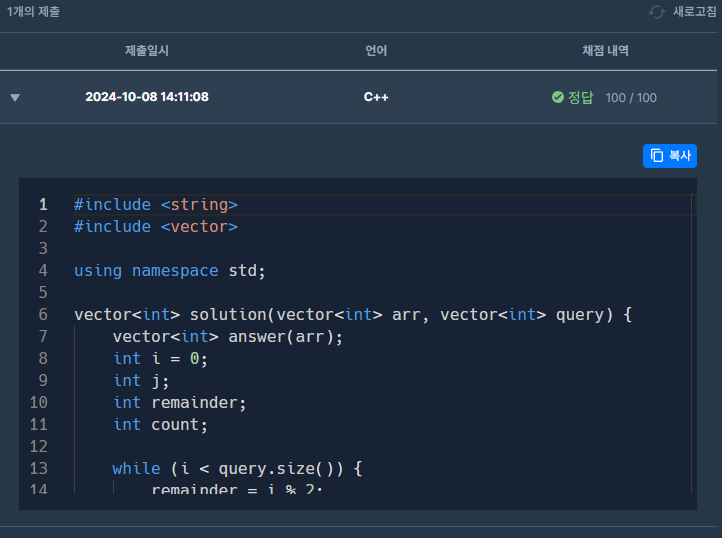 1개의 제출 새로고침
제출일시 언어 채점 내역
2024-10-08 14:11:08 C++ 정답 100 / 100
복사
1 #include <string>
2 #include <vector>
3
4 using namespace std;
5
6 vector<int> solution(vector<int> arr, vector<int> query) {
7     vector<int> answer(arr);
8     int i = 0;
9     int j;
10     int remainder;
11     int count;
12
13     while (i < query.size()) {
14         remainder = i % 2;